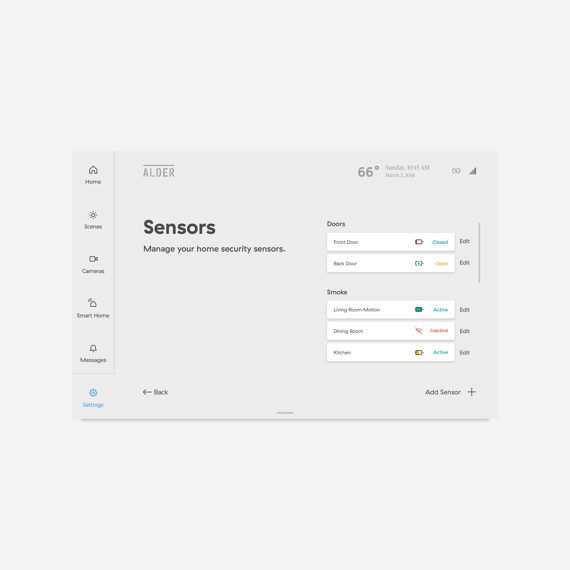 Home
Scenes
Cameras
Smart Home
Messages
Settings
ALDER
66°
Sunday, 10:15 AM
March 2, 2019
Sensors
Manage your home security sensors.
Doors
Front Door Closed Edit
Back Door Open Edit
Smoke
Living Room Motion Active Edit
Dining Room Inactive Edit
Kitchen Active Edit
Back
Add Sensor